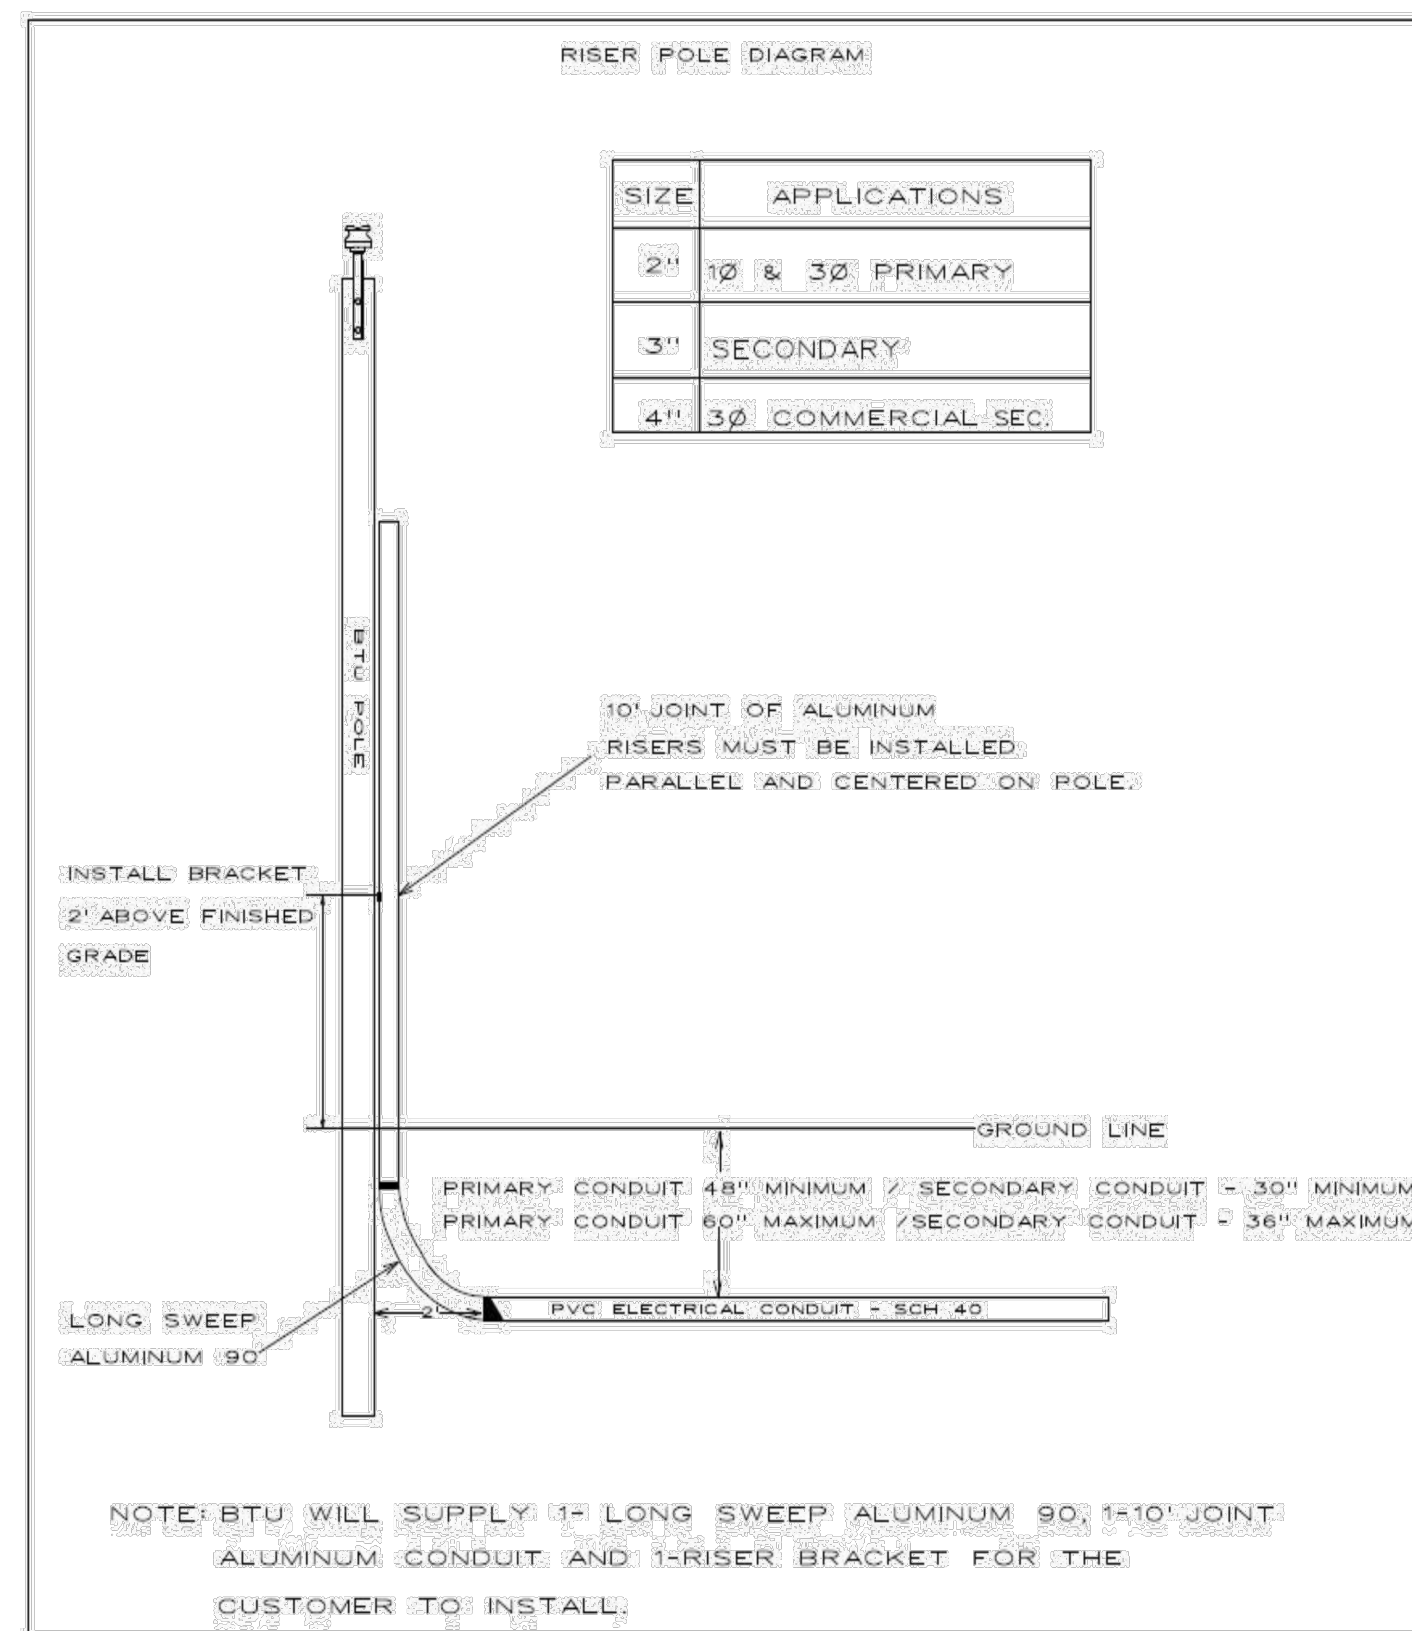 RISER POLE DIAGRAM
SIZE APPLICATIONS
2" 1Ø & 3Ø PRIMARY
3" SECONDARY
4" 3Ø COMMERCIAL SEC.
BTU POLE
10' JOINT OF ALUMINUM
RISERS MUST BE INSTALLED
PARALLEL AND CENTERED ON POLE.
INSTALL BRACKET
2' ABOVE FINISHED
GRADE
GROUND LINE
PRIMARY CONDUIT 48" MINIMUM / SECONDARY CONDUIT - 30" MINIMUM
PRIMARY CONDUIT 60" MAXIMUM /SECONDARY CONDUIT - 36" MAXIMUM
2'
PVC ELECTRICAL CONDUIT - SCH 40
LONG SWEEP
ALUMINUM 90
NOTE: BTU WILL SUPPLY 1- LONG SWEEP ALUMINUM 90, 1-10' JOINT
ALUMINUM CONDUIT AND 1-RISER BRACKET FOR THE
CUSTOMER TO INSTALL.